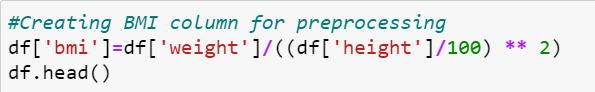 #Creating BMI column for preprocessing
df['bmi']=df['weight']/((df['height']/100) ** 2)
df.head()